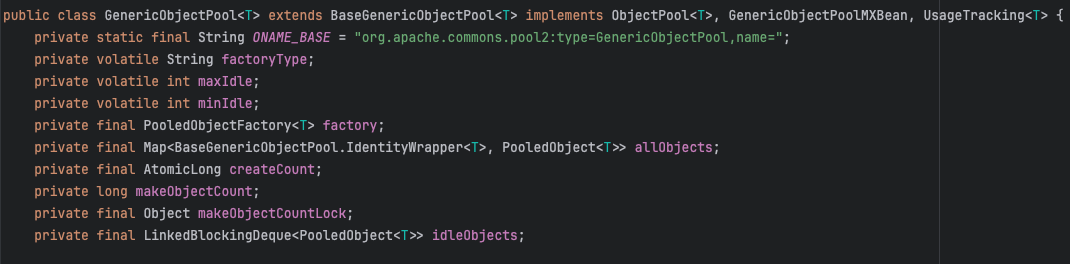 public class GenericObjectPool<T> extends BaseGenericObjectPool<T> implements ObjectPool<T>, GenericObjectPoolMXBean, UsageTracking<T> {
    private static final String ONAME_BASE = "org.apache.commons.pool2:type=GenericObjectPool,name=";
    private volatile String factoryType;
    private volatile int maxIdle;
    private volatile int minIdle;
    private final PooledObjectFactory<T> factory;
    private final Map<BaseGenericObjectPool.IdentityWrapper<T>, PooledObject<T>> allObjects;
    private final AtomicLong createCount;
    private long makeObjectCount;
    private final Object makeObjectCountLock;
    private final LinkedBlockingDeque<PooledObject<T>> idleObjects;